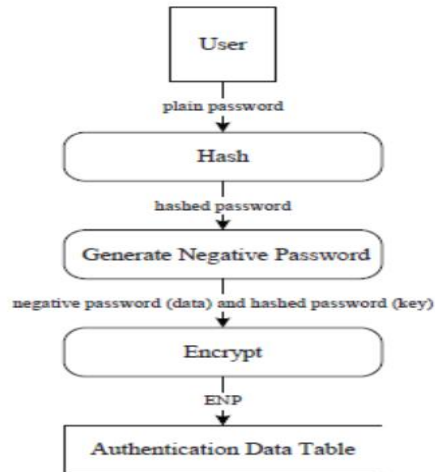 User
plain password
Hash
hashed password
Generate Negative Password
negative password (data) and hashed password (key)
Encrypt
ENP
Authentication Data Table